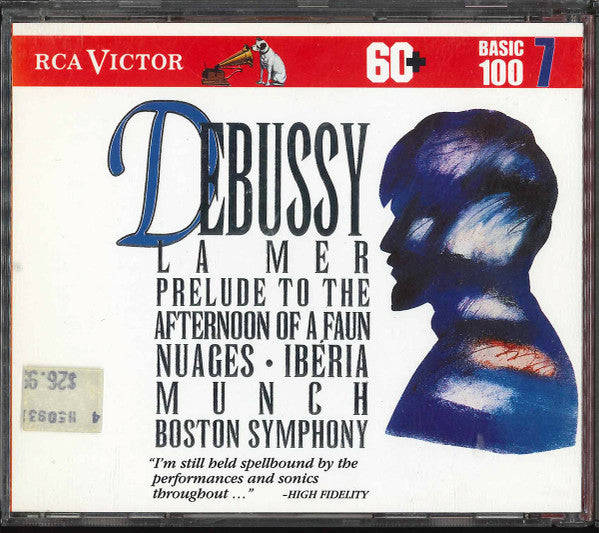 RCA VICTOR
60+
BASIC
100
7
DEBUSSY
LA MER
PRELUDE TO THE
AFTERNOON OF A FAUN
NUAGES • IBÉRIA
MUNCH
BOSTON SYMPHONY
"I'm still held spellbound by the
performances and sonics
throughout ..." –HIGH FIDELITY